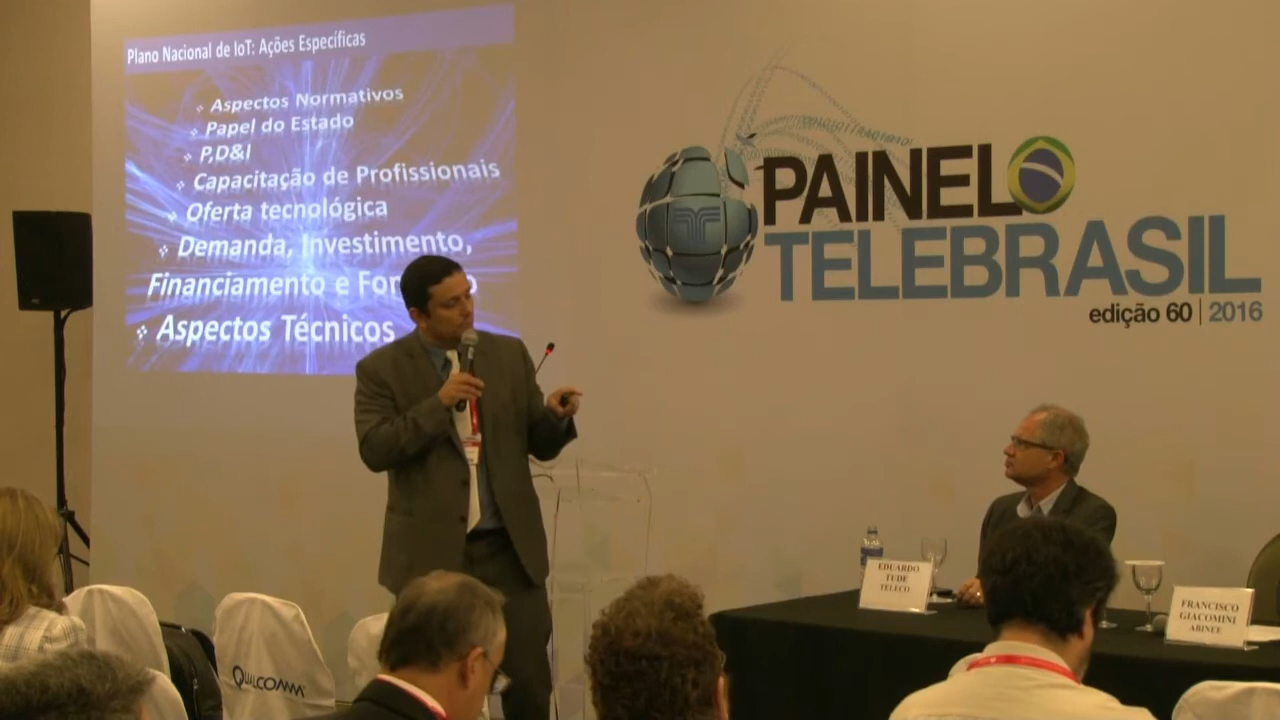 Plano Nacional de IoT: Ações Específicas
Aspectos Normativos
Papel do Estado
P,D&I
Capacitação de Profissionais
Oferta tecnológica
Demanda, Investimento,
Financiamento e
Aspectos Técnicos
PAINEL
TELEBRASIL
edição 60 | 2016
EDUARDO
TUDE
TELECO
FRANCISCO
GIACOMINI
ABINEE
QUALCOMM